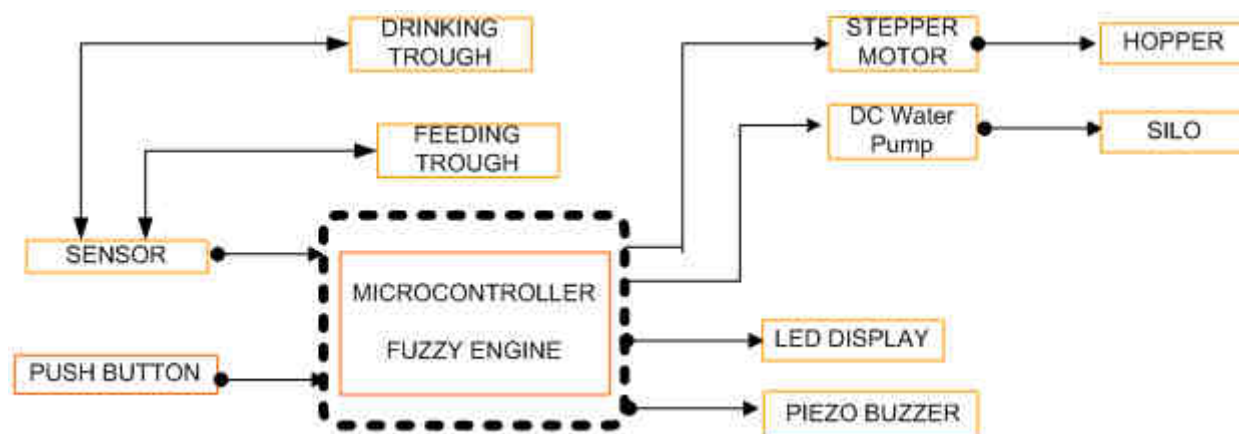 DRINKING
TROUGH
STEPPER
MOTOR
HOPPER
FEEDING
TROUGH
DC Water
Pump
SILO
SENSOR
MICROCONTROLLER
FUZZY ENGINE
LED DISPLAY
PUSH BUTTON
PIEZO BUZZER